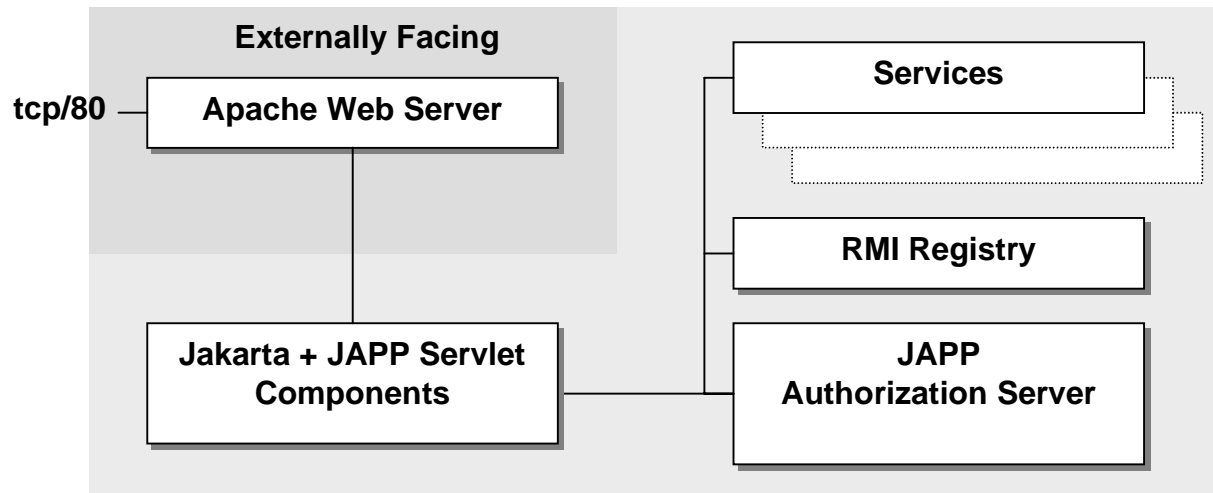 Externally Facing
tcp/80
Apache Web Server
Services
RMI Registry
Jakarta + JAPP Servlet
Components
JAPP
Authorization Server